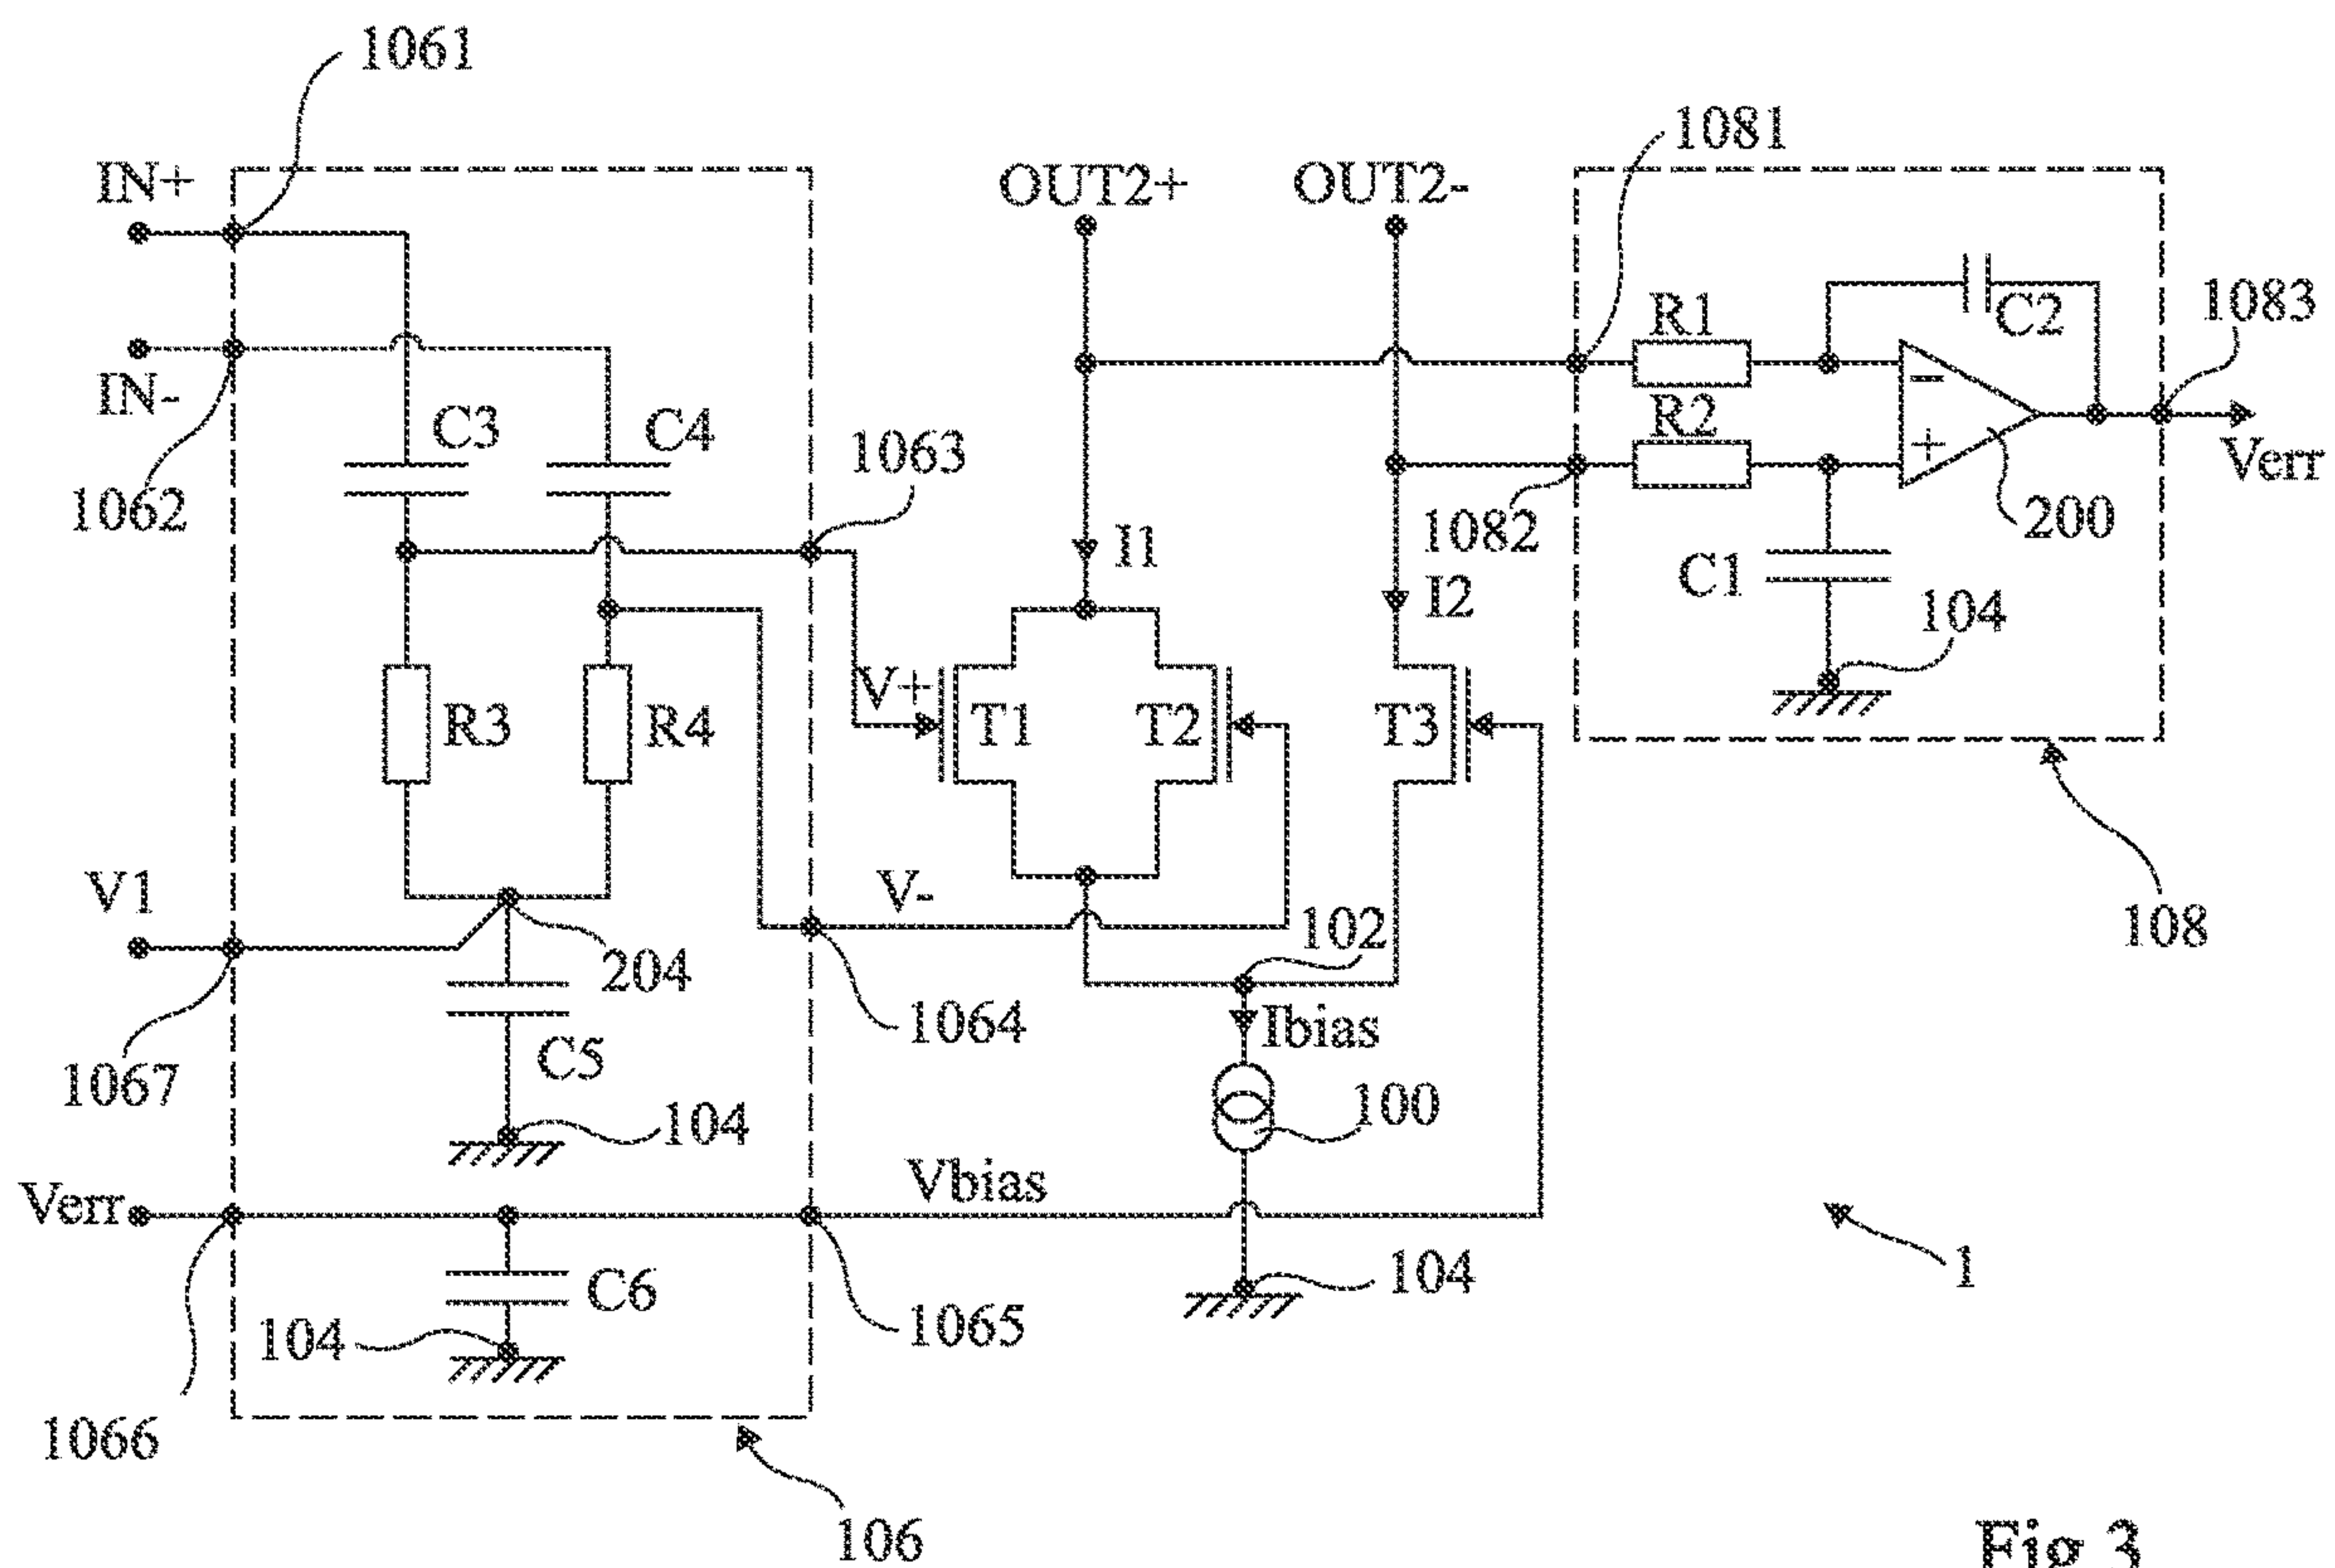 1061
1081
IN+
OUT2+
OUT2-
1083
R1
C2
IN-
R2
C3
C4
1063
Verr
1062
1082
200
I1
C1
I2
104
V+
R3
R4
T1
T2
T3
V1
V-
102
108
204
1064
Ibias
C5
1067
100
104
Vbias
Verr
104
1
C6
1065
104
1066
106
Fig 3